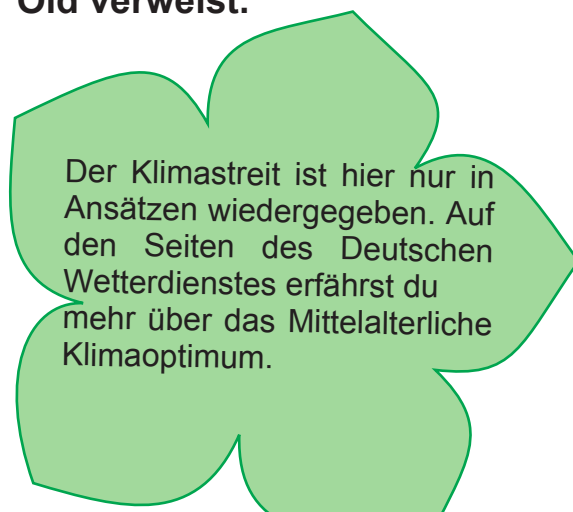 Old verweist.
Der Klimastreit ist hier nur in
Ansätzen wiedergegeben. Auf
den Seiten des Deutschen
Wetterdienstes erfährst du
mehr über das Mittelalterliche
Klimaoptimum.